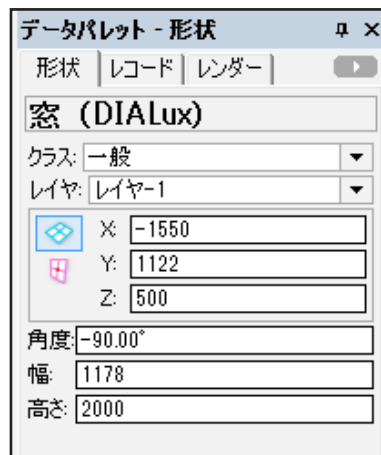 データパレット - 形状
形状 レコード レンダー
窓 (DIALux)
クラス: 一般
レイヤ: レイヤ-1
X: -1550
Y: 1122
Z: 500
角度: -90.00°
幅: 1178
高さ: 2000